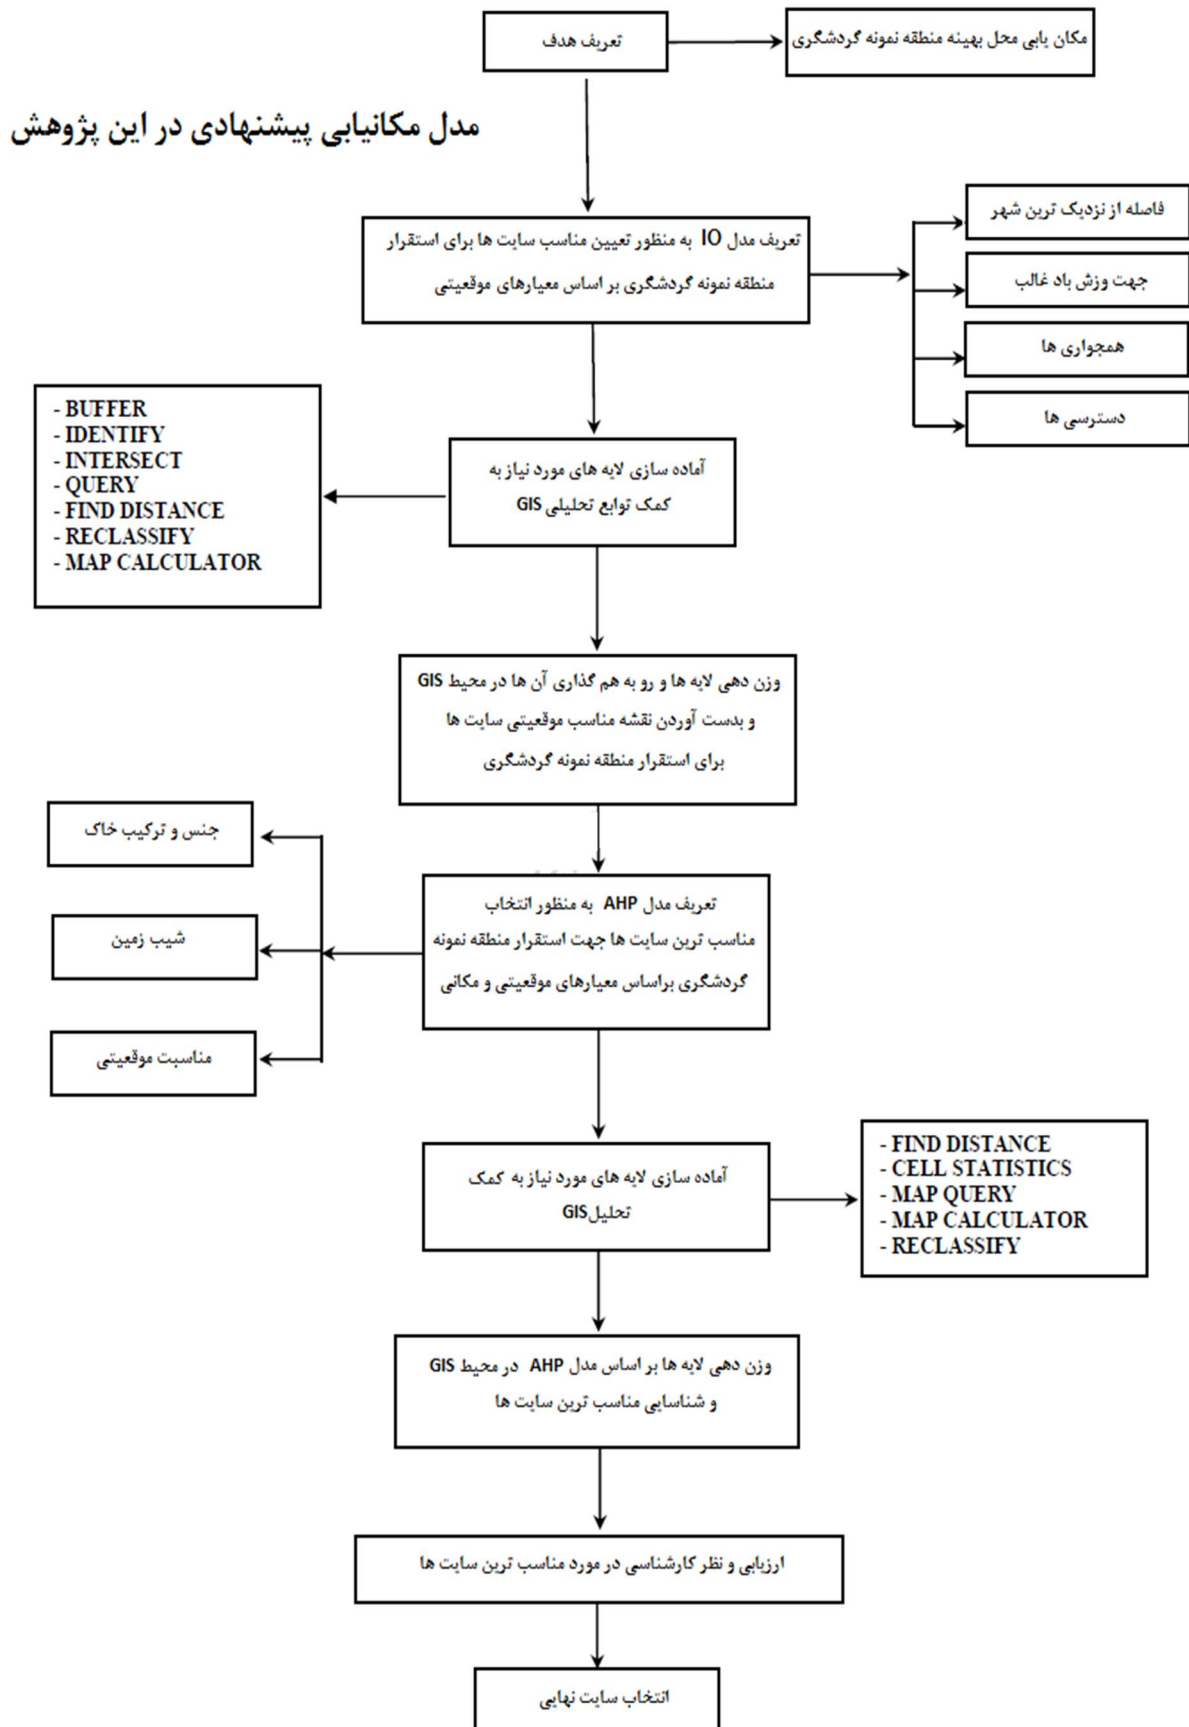 تعریف هدف
مکان یابی محل بهینه منطقه نمونه گردشگری
مدل مکانیابی پیشنهادی در این پژوهش
تعریف مدل IO به منظور تعیین مناسب سایت ها برای استقرار
منطقه نمونه گردشگری بر اساس معیارهای موقعیتی
فاصله از نزدیک ترین شهر
جهت وزش باد غالب
همجواری ها
دسترسی ها
آماده سازی لایه های مورد نیاز به
کمک توابع تحلیلی GIS
- BUFFER
- IDENTIFY
- INTERSECT
- QUERY
- FIND DISTANCE
- RECLASSIFY
- MAP CALCULATOR
وزن دهی لایه ها و رو به هم گذاری آن ها در محیط GIS
و بدست آوردن نقشه مناسب موقعیتی سایت ها
برای استقرار منطقه نمونه گردشگری
تعریف مدل AHP به منظور انتخاب
مناسب ترین سایت ها جهت استقرار منطقه نمونه
گردشگری براساس معیارهای موقعیتی و مکانی
جنس و ترکیب خاک
شیب زمین
مناسبت موقعیتی
آماده سازی لایه های مورد نیاز به کمک
تحلیل GIS
- FIND DISTANCE
- CELL STATISTICS
- MAP QUERY
- MAP CALCULATOR
- RECLASSIFY
وزن دهی لایه ها بر اساس مدل AHP در محیط GIS
و شناسایی مناسب ترین سایت ها
ارزیابی و نظر کارشناسی در مورد مناسب ترین سایت ها
انتخاب سایت نهایی